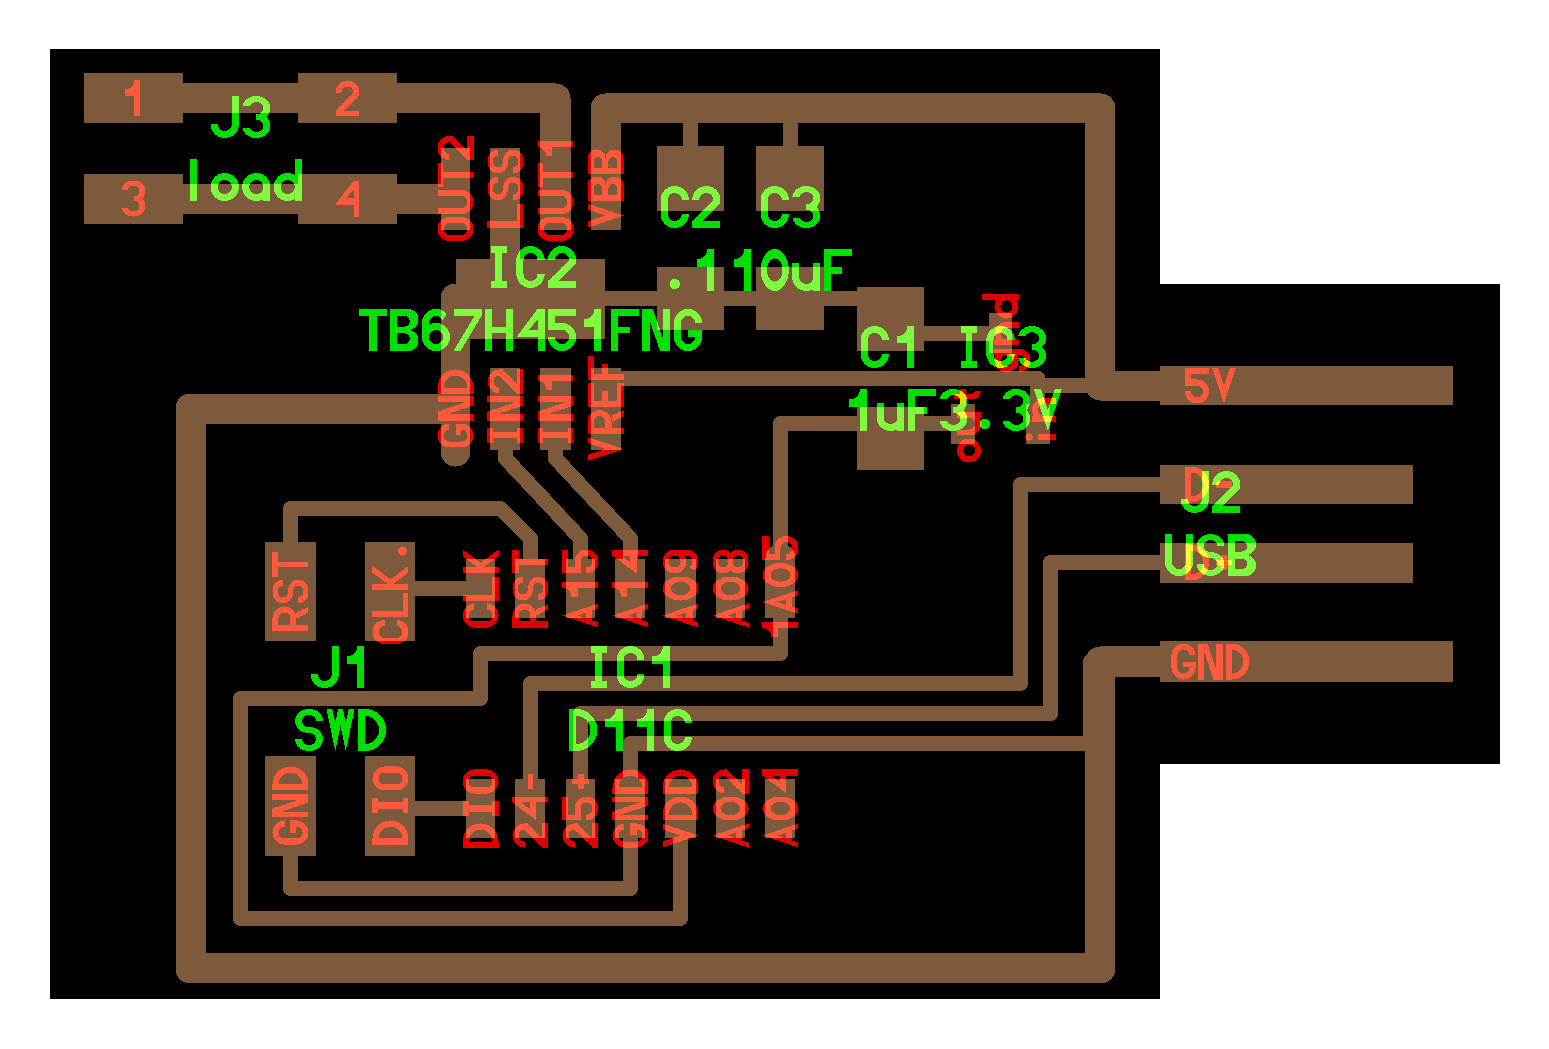 1
2
J3
load
3
4
OUT2
LSS
OUT1
VBB
C2
C3
.1
10uF
IC2
TB67H451FNG
gnd
C1
IC3
1uF
3.3V
out
in
GND
IN2
IN1
VREF
5V
D-
J2
USB
D+
GND
RST
CLK.
CLK
RST
A15
A14
A09
A08
1A05
J1
SWD
IC1
D11C
GND
DIO
DIO
24-
25+
GND
VDD
A02
A04